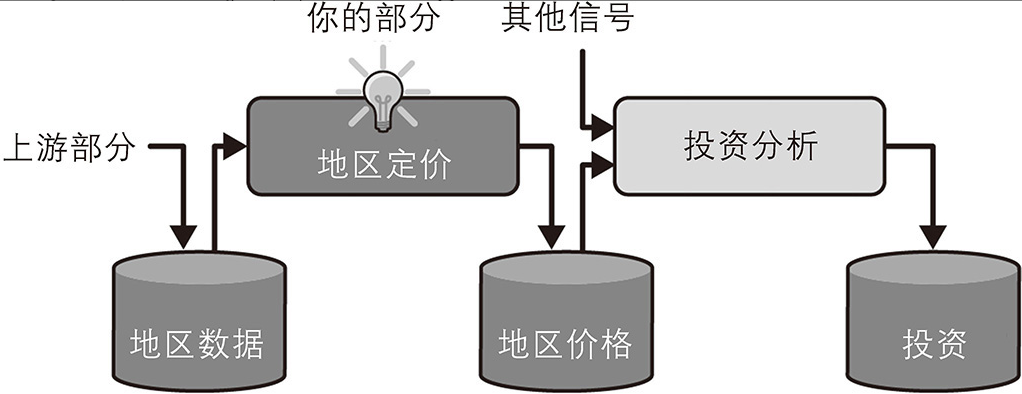 你的部分
其他信号
上游部分
地区定价
投资分析
地区数据
地区价格
投资